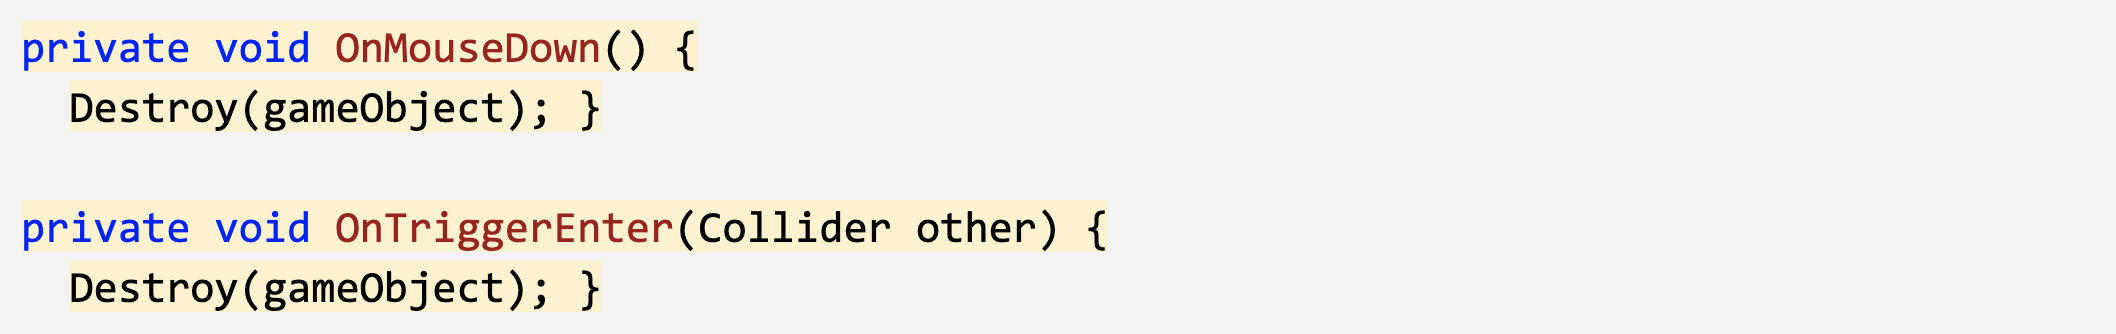 private void OnMouseDown() {
  Destroy(gameObject); }

private void OnTriggerEnter(Collider other) {
  Destroy(gameObject); }